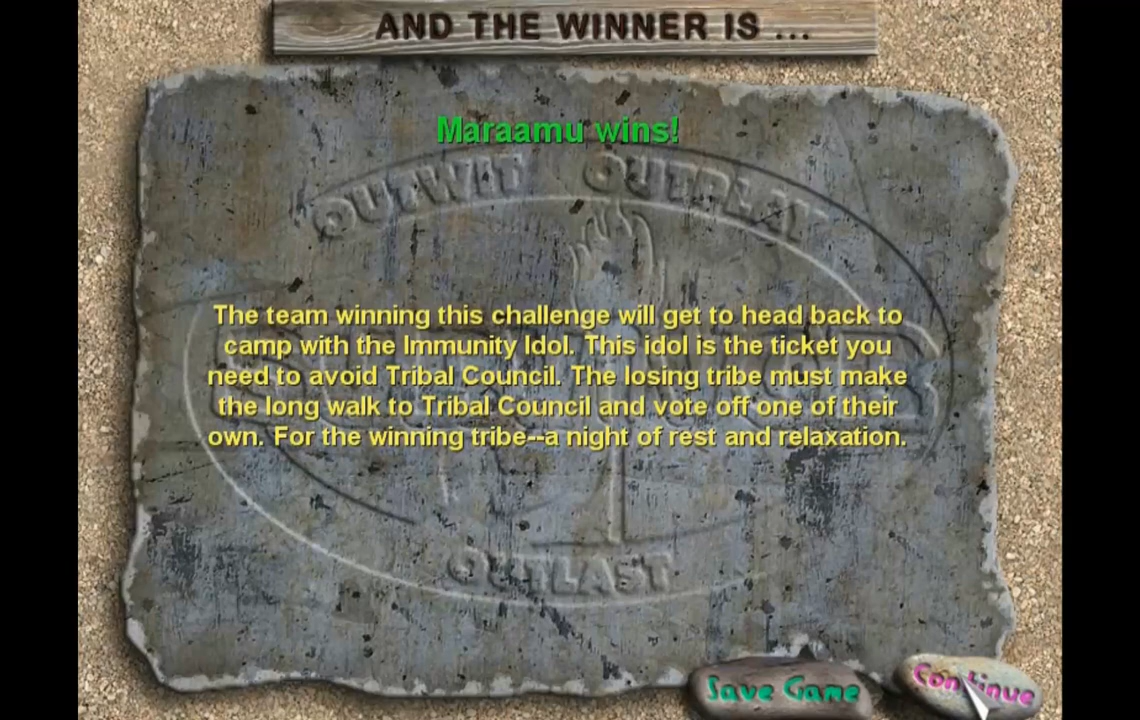 AND THE WINNER IS ...
Maraamu wins!
OUTWIT OUTPLAY
The team winning this challenge will get to head back to
camp with the Immunity Idol. This idol is the ticket you
need to avoid Tribal Council. The losing tribe must make
the long walk to Tribal Council and vote off one of their
own. For the winning tribe--a night of rest and relaxation.
OUTLAST
Save Game
Continue